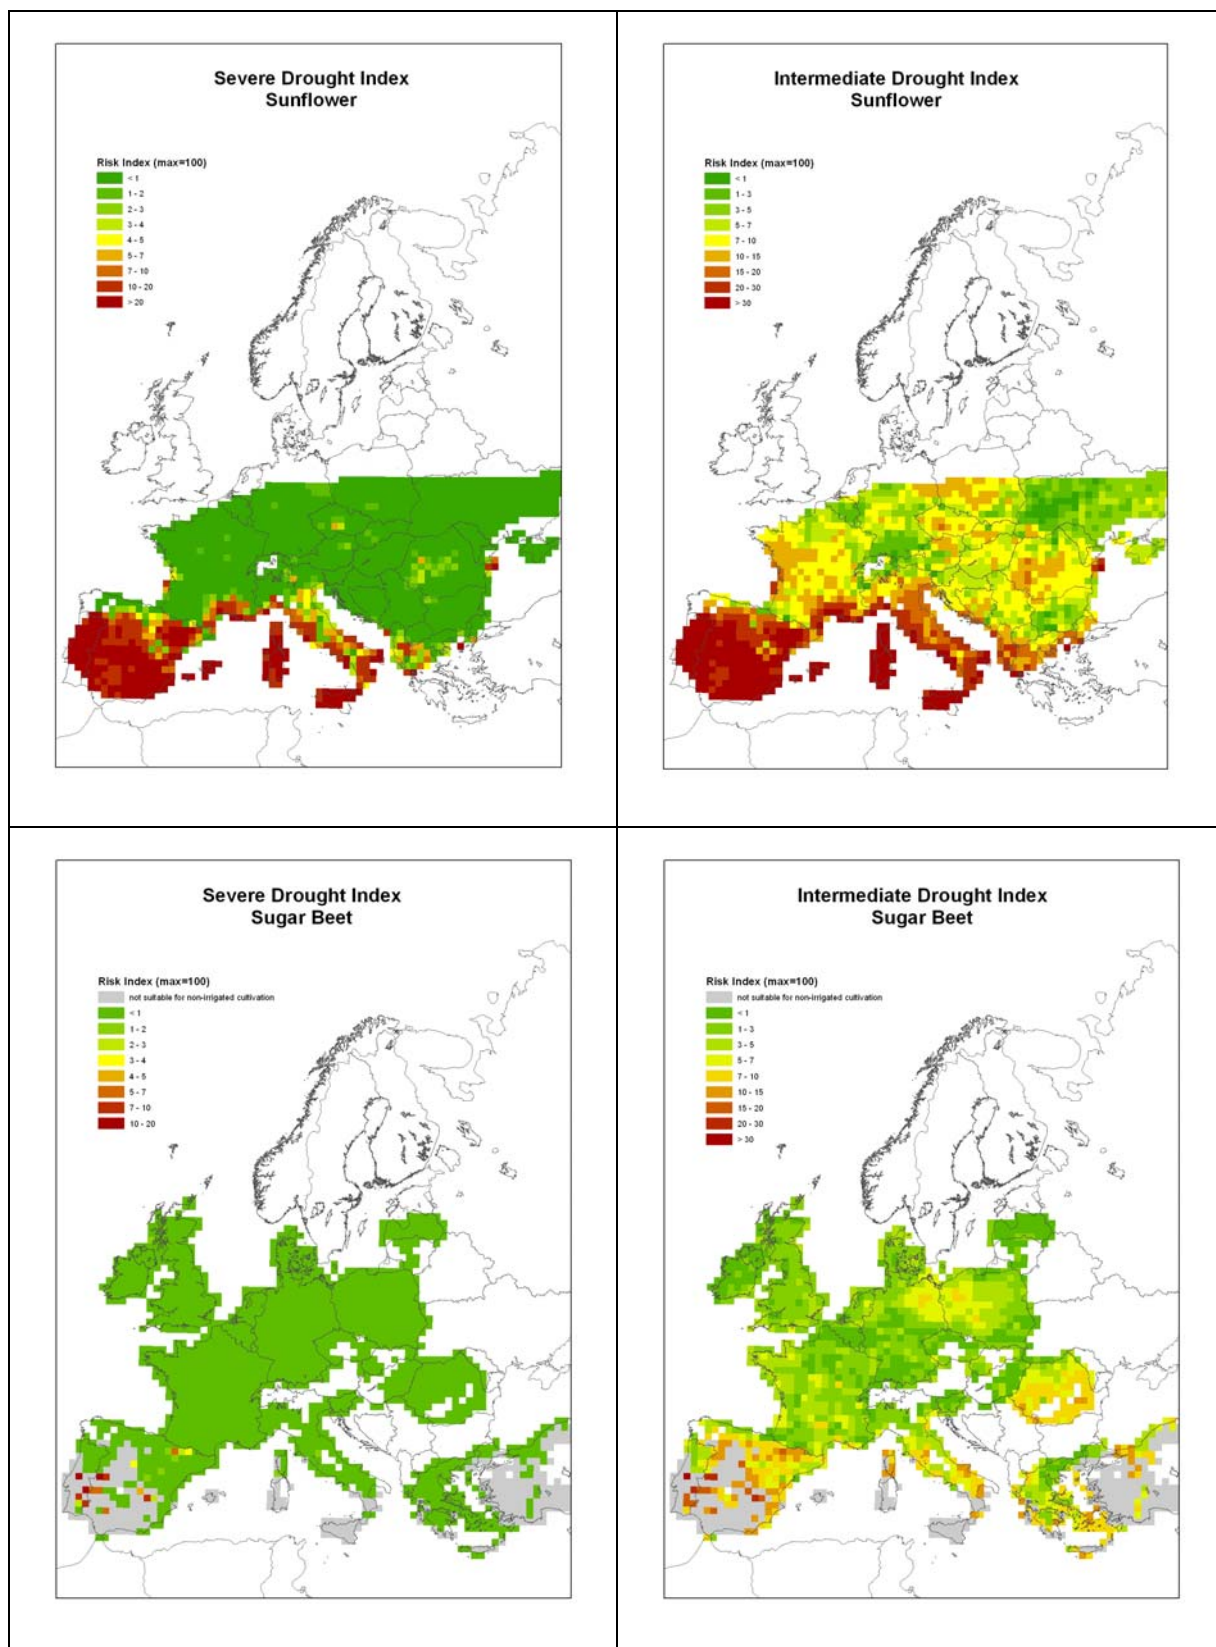 Severe Drought Index
Sunflower
Risk Index (max=100)
< 1
1 - 2
2 - 3
3 - 4
4 - 5
5 - 7
7 - 10
10 - 20
> 20
Intermediate Drought Index
Sunflower
Risk Index (max=100)
< 1
1 - 3
3 - 5
5 - 7
7 - 10
10 - 15
15 - 20
20 - 30
> 30
Severe Drought Index
Sugar Beet
Risk Index (max=100)
not suitable for non-irrigated cultivation
< 1
1 - 2
2 - 3
3 - 4
4 - 5
5 - 7
7 - 10
10 - 20
Intermediate Drought Index
Sugar Beet
Risk Index (max=100)
not suitable for non-irrigated cultivation
< 1
1 - 3
3 - 5
5 - 7
7 - 10
10 - 15
15 - 20
20 - 30
> 30